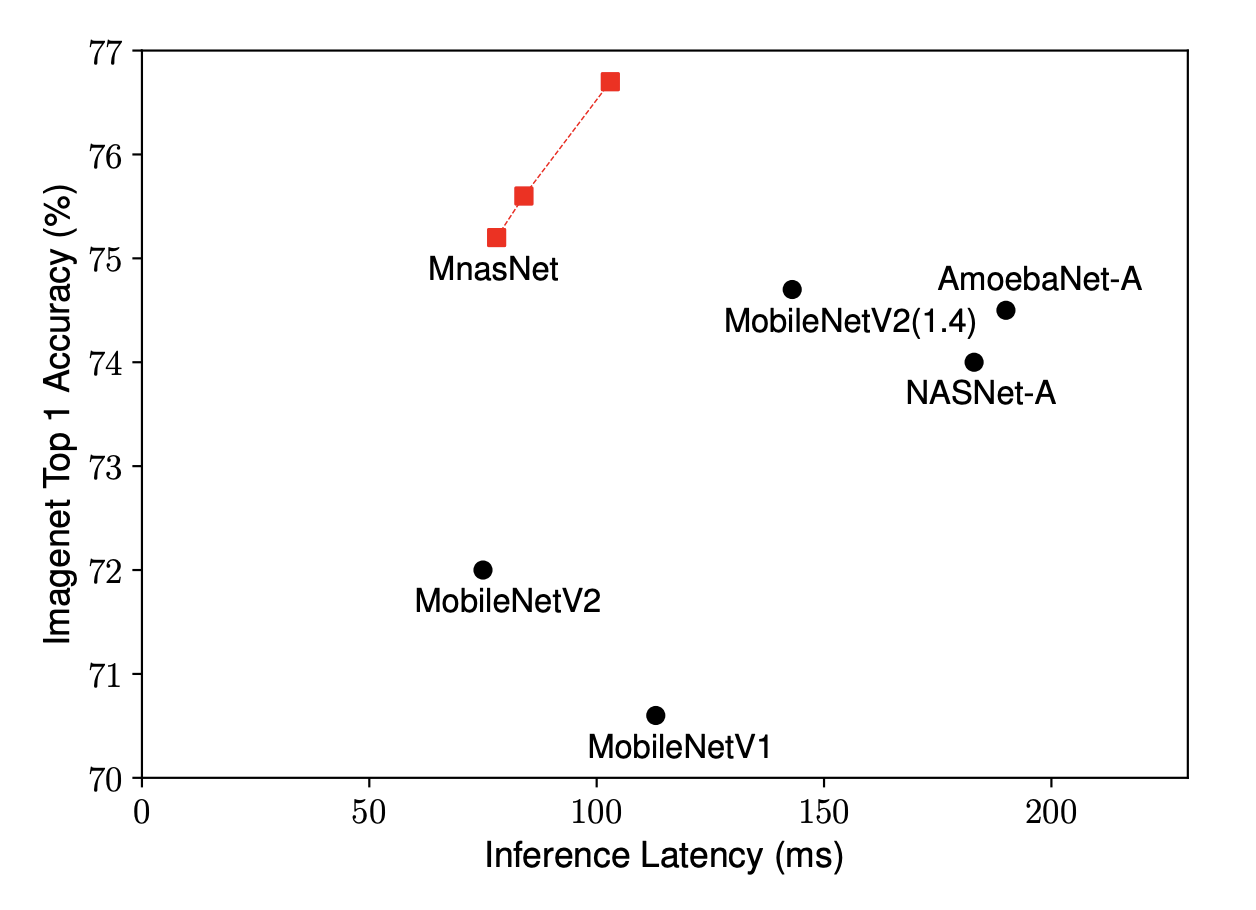 77
76
75
74
73
72
71
70
Imagenet Top 1 Accuracy (%)
MnasNet
AmoebaNet-A
MobileNetV2(1.4)
NASNet-A
MobileNetV2
MobileNetV1
0
50
100
150
200
Inference Latency (ms)